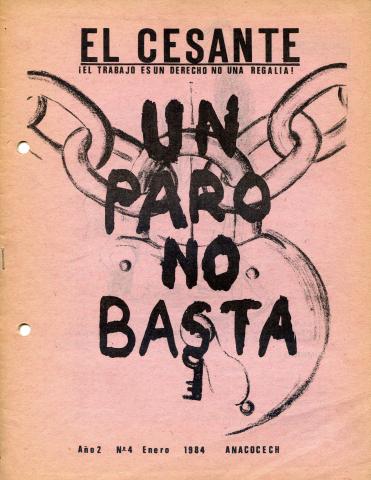 EL CESANTE
¡EL TRABAJO ES UN DERECHO NO UNA REGALIA!
UN
PARO
NO
BASTA
Año 2 Nº 4 Enero 1984 ANACOCECH